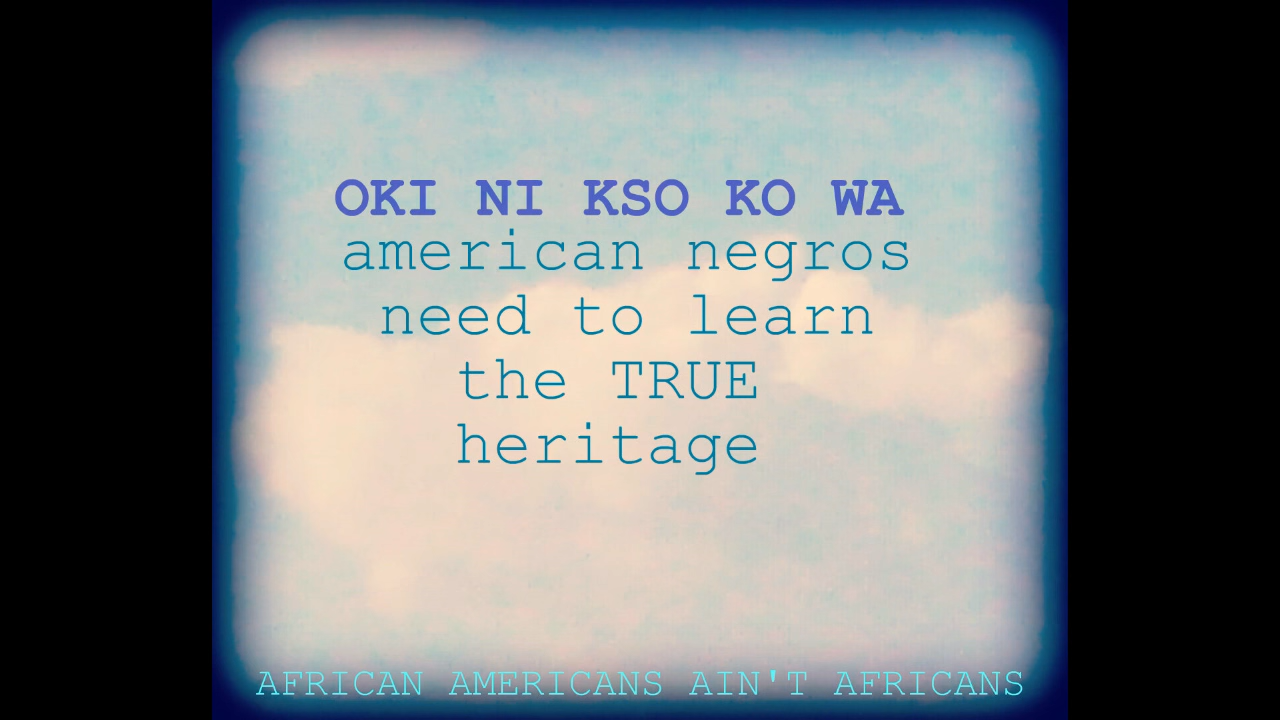 OKI NI KSO KO WA
american negros
need to learn
the TRUE
heritage
AFRICAN AMERICANS AIN'T AFRICANS